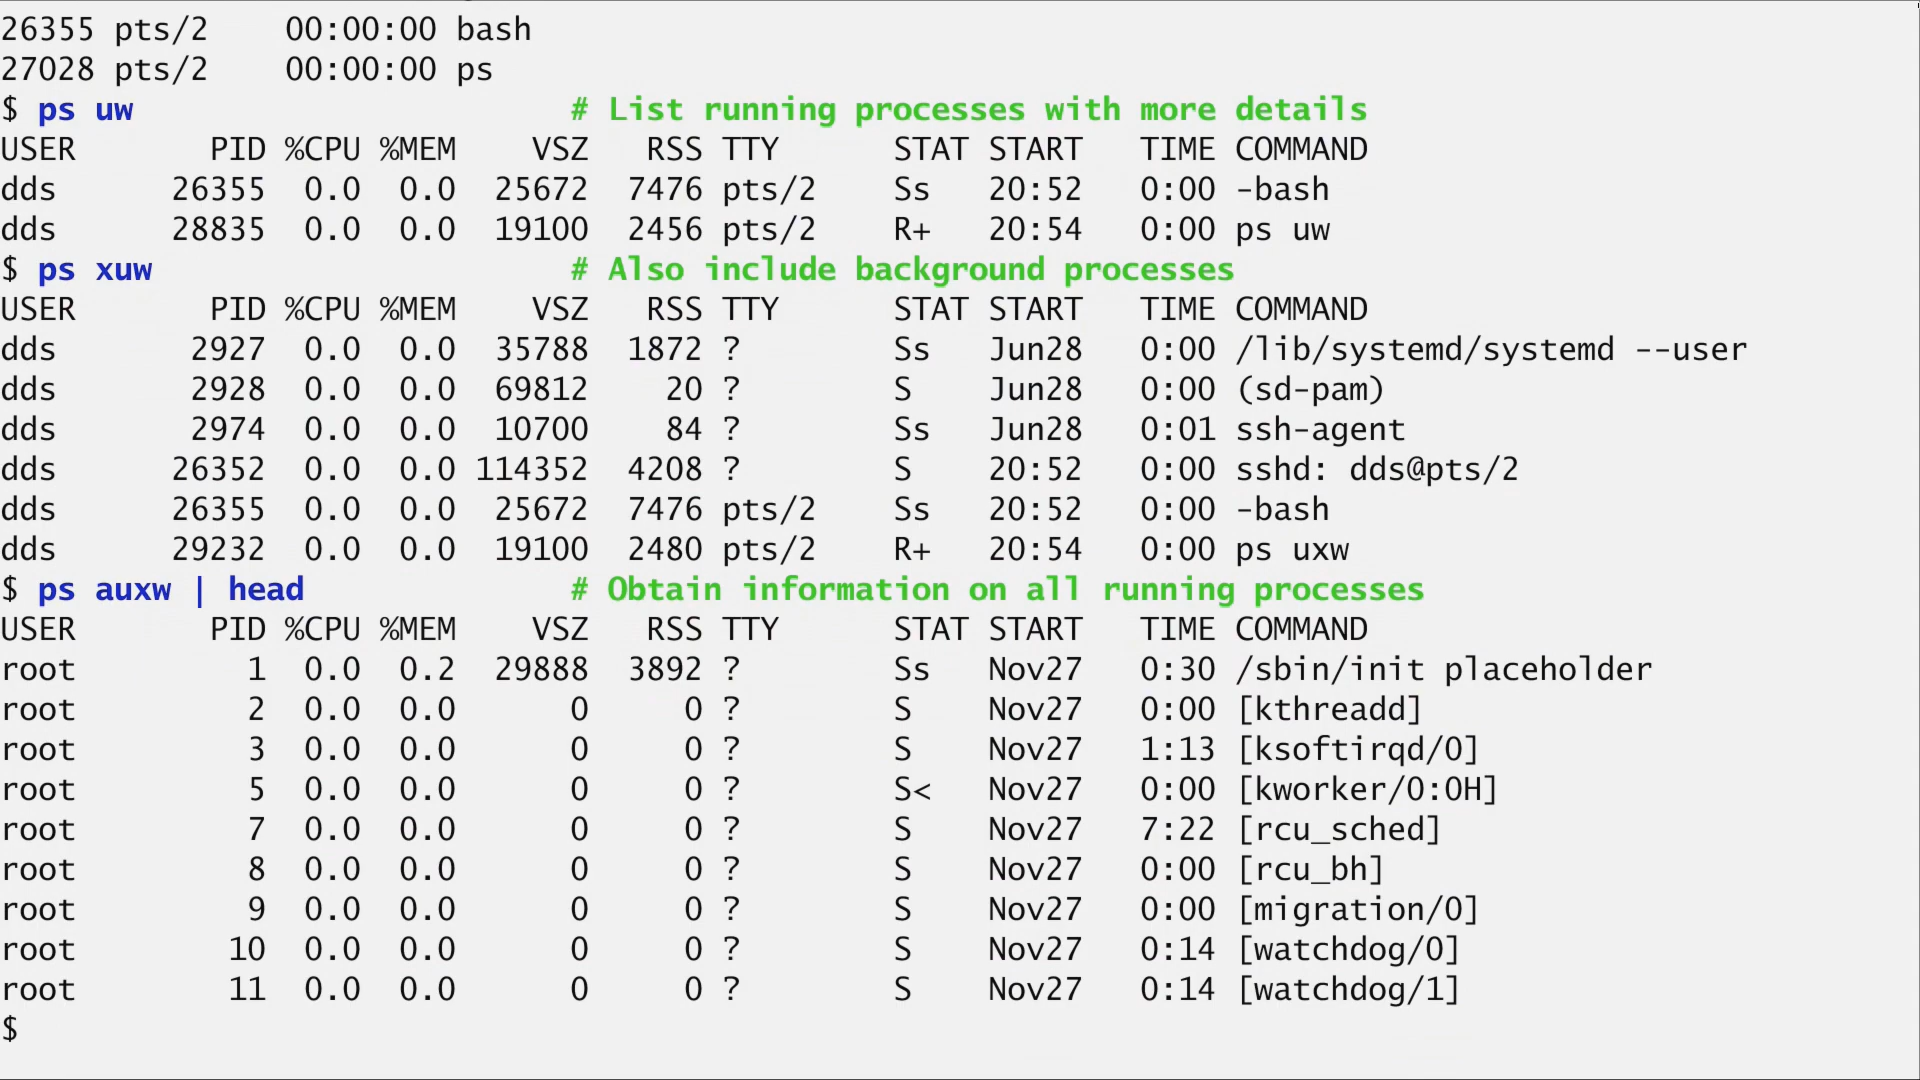 26355 pts/2    00:00:00 bash
27028 pts/2    00:00:00 ps
$ ps uw                       # List running processes with more details
USER       PID %CPU %MEM    VSZ   RSS TTY      STAT START   TIME COMMAND
dds      26355  0.0  0.0  25672  7476 pts/2    Ss   20:52   0:00 -bash
dds      28835  0.0  0.0  19100  2456 pts/2    R+   20:54   0:00 ps uw
$ ps xuw                      # Also include background processes
USER       PID %CPU %MEM    VSZ   RSS TTY      STAT START   TIME COMMAND
dds       2927  0.0  0.0  35788  1872 ?        Ss   Jun28   0:00 /lib/systemd/systemd --user
dds       2928  0.0  0.0  69812    20 ?        S    Jun28   0:00 (sd-pam)
dds       2974  0.0  0.0  10700    84 ?        Ss   Jun28   0:01 ssh-agent
dds      26352  0.0  0.0 114352  4208 ?        S    20:52   0:00 sshd: dds@pts/2
dds      26355  0.0  0.0  25672  7476 pts/2    Ss   20:52   0:00 -bash
dds      29232  0.0  0.0  19100  2480 pts/2    R+   20:54   0:00 ps uxw
$ ps auxw | head              # Obtain information on all running processes
USER       PID %CPU %MEM    VSZ   RSS TTY      STAT START   TIME COMMAND
root         1  0.0  0.2  29888  3892 ?        Ss   Nov27   0:30 /sbin/init placeholder
root         2  0.0  0.0      0     0 ?        S    Nov27   0:00 [kthreadd]
root         3  0.0  0.0      0     0 ?        S    Nov27   1:13 [ksoftirqd/0]
root         5  0.0  0.0      0     0 ?        S<   Nov27   0:00 [kworker/0:0H]
root         7  0.0  0.0      0     0 ?        S    Nov27   7:22 [rcu_sched]
root         8  0.0  0.0      0     0 ?        S    Nov27   0:00 [rcu_bh]
root         9  0.0  0.0      0     0 ?        S    Nov27   0:00 [migration/0]
root        10  0.0  0.0      0     0 ?        S    Nov27   0:14 [watchdog/0]
root        11  0.0  0.0      0     0 ?        S    Nov27   0:14 [watchdog/1]
$